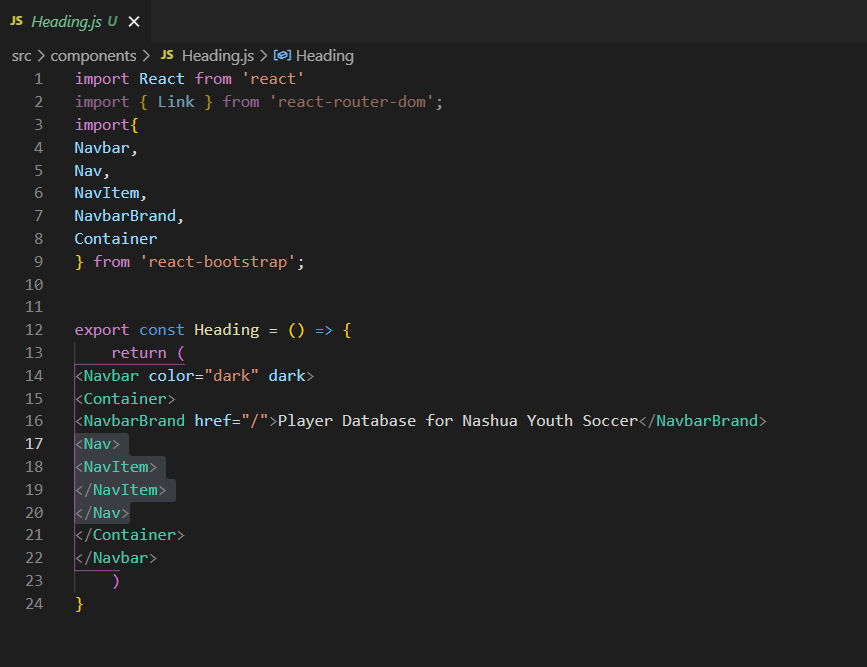 JS Heading.js U ×
src > components > JS Heading.js > Heading
1 import React from 'react'
2 import { Link } from 'react-router-dom';
3 import{
4 Navbar,
5 Nav,
6 NavItem,
7 NavbarBrand,
8 Container
9 } from 'react-bootstrap';
10
11
12 export const Heading = () => {
13     return (
14 <Navbar color="dark" dark>
15 <Container>
16 <NavbarBrand href="/">Player Database for Nashua Youth Soccer</NavbarBrand>
17 <Nav>
18 <NavItem>
19 </NavItem>
20 </Nav>
21 </Container>
22 </Navbar>
23     )
24 }